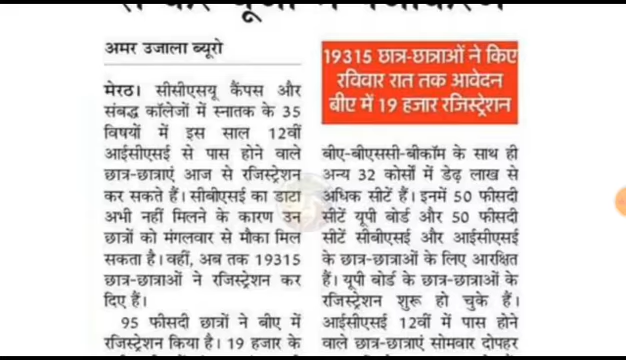 अमर उजाला ब्यूरो
मेरठ। सीसीएसयू कैंपस और
संबद्ध कॉलेजों में स्नातक के 35
विषयों में इस साल 12वीं
आईसीएसई से पास होने वाले
छात्र-छात्राएं आज से रजिस्ट्रेशन
कर सकते हैं। सीबीएसई का डाटा
अभी नहीं मिलने के कारण उन
छात्रों को मंगलवार से मौका मिल
सकता है। वहीं, अब तक 19315
छात्र-छात्राओं ने रजिस्ट्रेशन कर
दिए हैं।
95 फीसदी छात्रों ने बीए में
रजिस्ट्रेशन किया है। 19 हजार के
19315 छात्र-छात्राओं ने किए
रविवार रात तक आवेदन
बीए में 19 हजार रजिस्ट्रेशन
बीए-बीएससी-बीकॉम के साथ ही
अन्य 32 कोर्सों में डेढ़ लाख से
अधिक सीटें हैं। इनमें 50 फीसदी
सीटें यूपी बोर्ड और 50 फीसदी
सीटें सीबीएसई और आईसीएसई
के छात्र-छात्राओं के लिए आरक्षित
हैं। यूपी बोर्ड के छात्र-छात्राओं के
रजिस्ट्रेशन शुरू हो चुके हैं।
आईसीएसई 12वीं में पास होने
वाले छात्र-छात्राएं सोमवार दोपहर